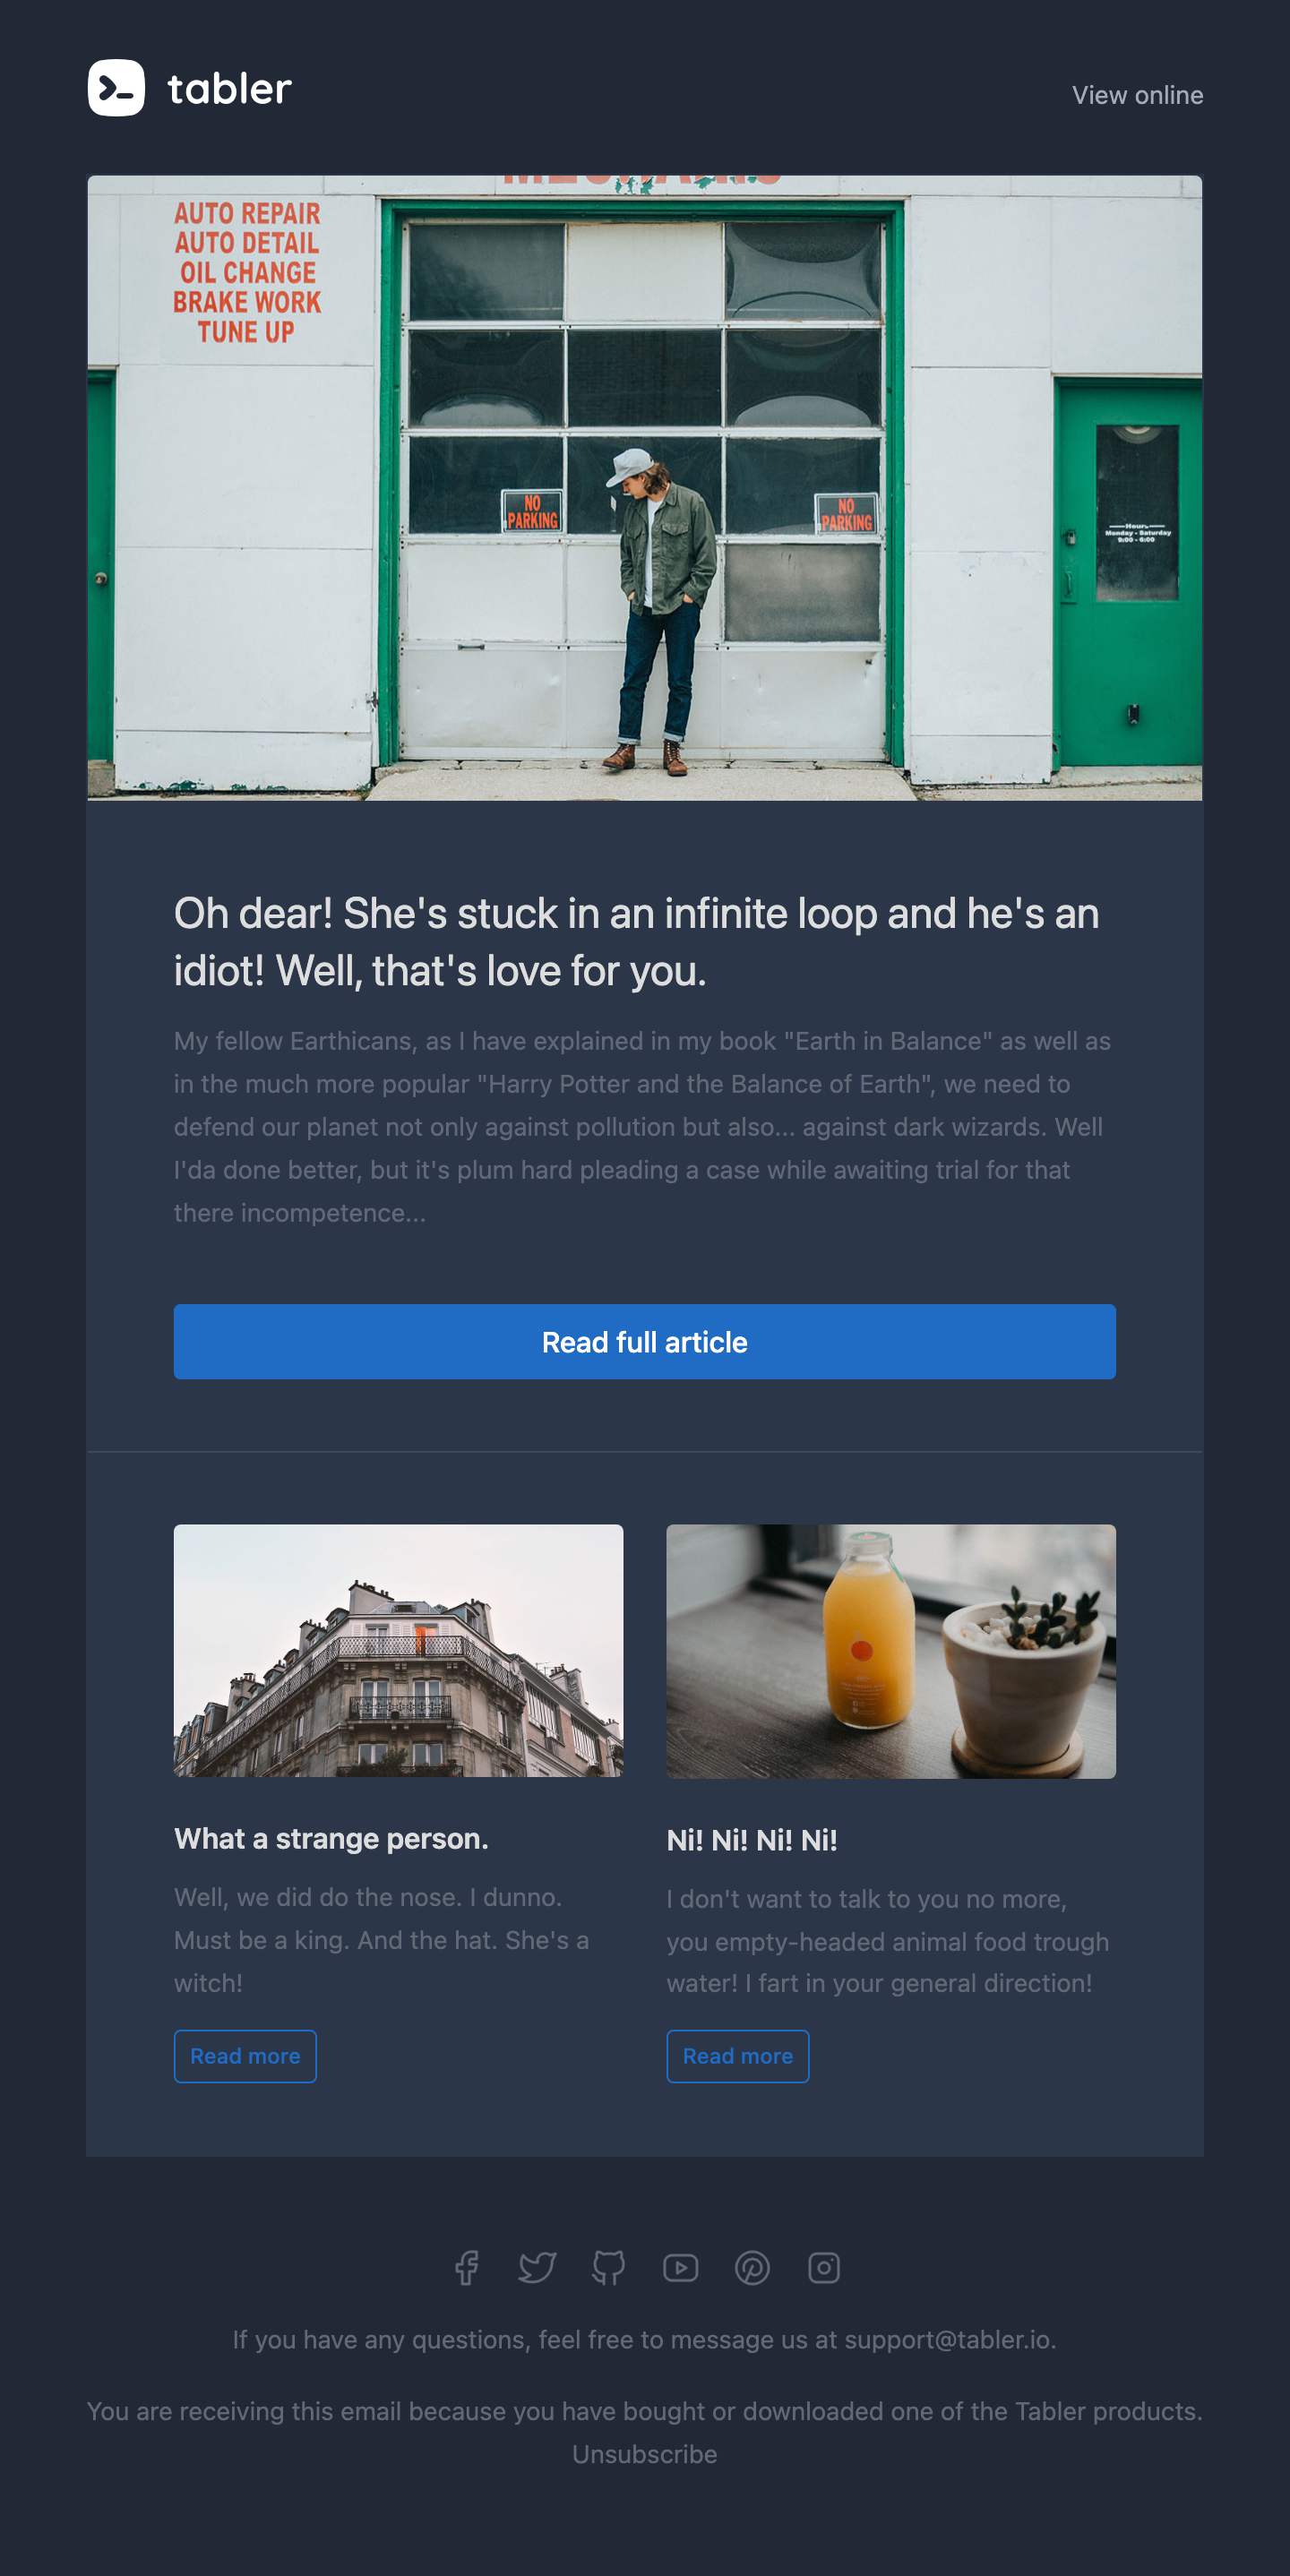 tabler
View online
AUTO REPAIR
AUTO DETAIL
OIL CHANGE
BRAKE WORK
TUNE UP
NO
PARKING
NO
PARKING
Monday - Saturday
9:00 - 6:00
Oh dear! She's stuck in an infinite loop and he's an
idiot! Well, that's love for you.
My fellow Earthicans, as I have explained in my book "Earth in Balance" as well as
in the much more popular "Harry Potter and the Balance of Earth", we need to
defend our planet not only against pollution but also... against dark wizards. Well
I'da done better, but it's plum hard pleading a case while awaiting trial for that
there incompetence...
Read full article
What a strange person.
Well, we did do the nose. I dunno.
Must be a king. And the hat. She's a
witch!
Read more
Ni! Ni! Ni! Ni!
I don't want to talk to you no more,
you empty-headed animal food trough
water! I fart in your general direction!
Read more
If you have any questions, feel free to message us at support@tabler.io.
You are receiving this email because you have bought or downloaded one of the Tabler products.
Unsubscribe